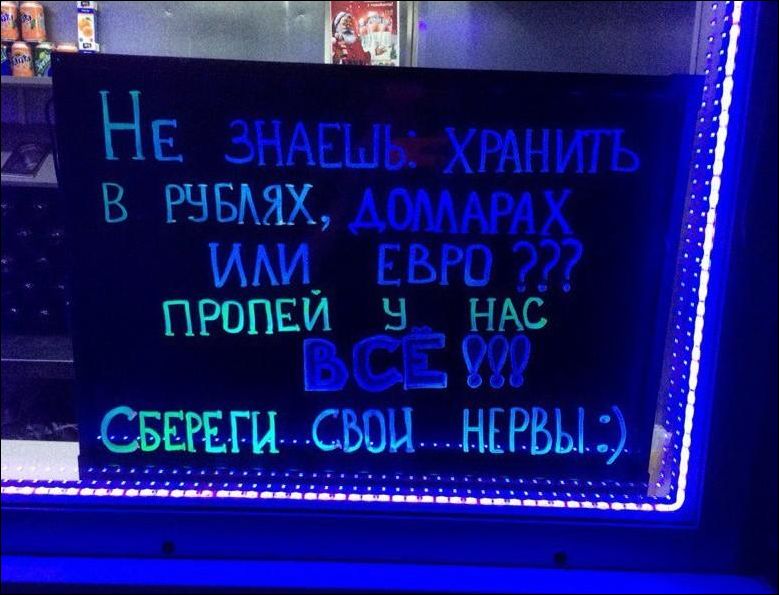 Не знаешь: хранить
в рублях, долларах
или евро???
пропей у нас
всё!!!
Сбереги свои нервы:)